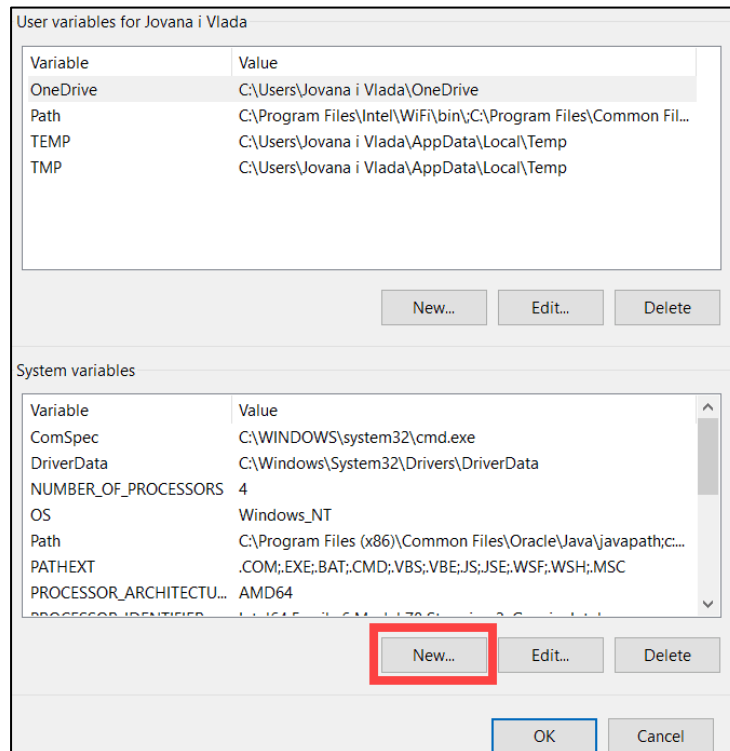 User variables for Jovana i Vlada
Variable Value
OneDrive C:\Users\Jovana i Vlada\OneDrive
Path C:\Program Files\Intel\WiFi\bin\;C:\Program Files\Common Fil...
TEMP C:\Users\Jovana i Vlada\AppData\Local\Temp
TMP C:\Users\Jovana i Vlada\AppData\Local\Temp
New... Edit... Delete
System variables
Variable Value
ComSpec C:\WINDOWS\system32\cmd.exe
DriverData C:\Windows\System32\Drivers\DriverData
NUMBER_OF_PROCESSORS 4
OS Windows_NT
Path C:\Program Files (x86)\Common Files\Oracle\Java\javapath;c:...
PATHEXT .COM;.EXE;.BAT;.CMD;.VBS;.VBE;.JS;.JSE;.WSF;.WSH;.MSC
PROCESSOR_ARCHITECTU... AMD64
New... Edit... Delete
OK Cancel